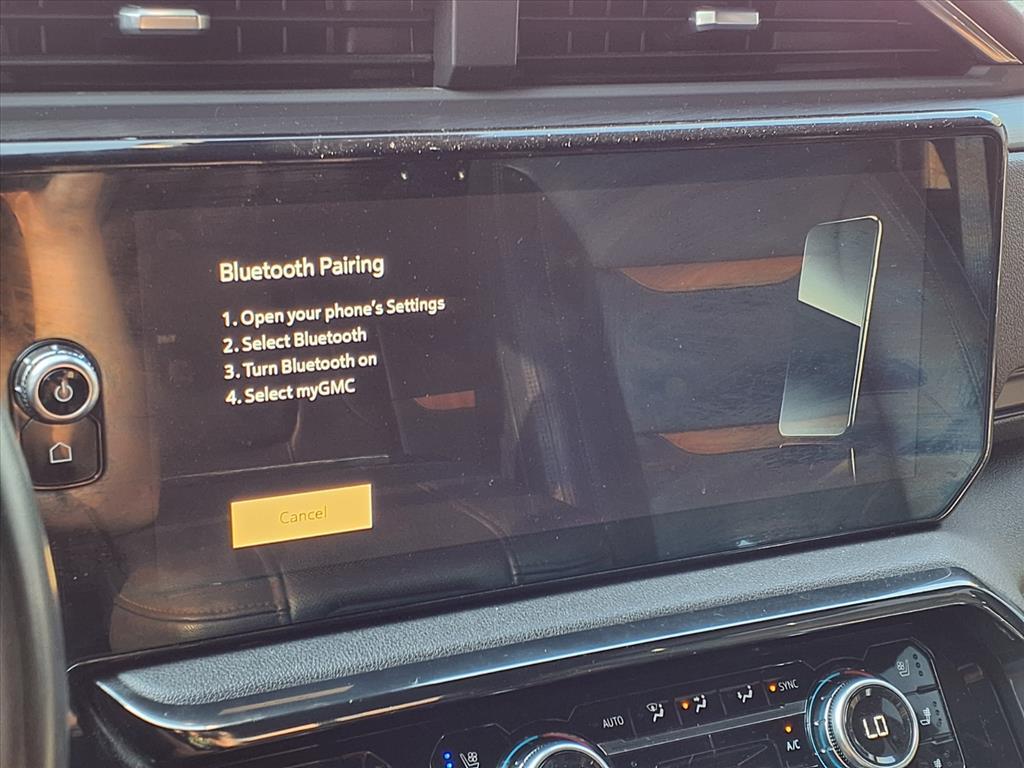 Bluetooth Pairing
1. Open your phone's Settings
2. Select Bluetooth
3. Turn Bluetooth on
4. Select myGMC
Cancel
AUTO
SYNC
A/C
LO